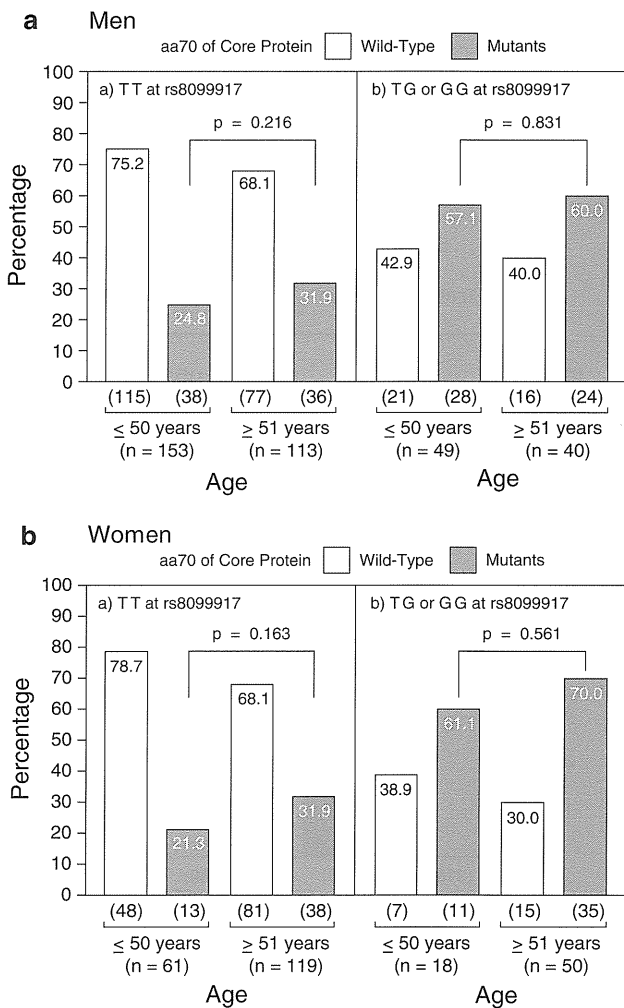 a Men
aa70 of Core Protein Wild-Type Mutants
a) TT at rs8099917 b) TG or GG at rs8099917
p = 0.216 p = 0.831
Percentage
100
90
80
70
60
50
40
30
20
10
0
75.2 24.8 68.1 31.9 42.9 57.1 40.0 60.0
(115) (38) (77) (36) (21) (28) (16) (24)
≤ 50 years ≥ 51 years ≤ 50 years ≥ 51 years
(n = 153) (n = 113) (n = 49) (n = 40)
Age Age
b Women
aa70 of Core Protein Wild-Type Mutants
a) TT at rs8099917 b) TG or GG at rs8099917
p = 0.163 p = 0.561
Percentage
100
90
80
70
60
50
40
30
20
10
0
78.7 21.3 68.1 31.9 38.9 61.1 30.0 70.0
(48) (13) (81) (38) (7) (11) (15) (35)
≤ 50 years ≥ 51 years ≤ 50 years ≥ 51 years
(n = 61) (n = 119) (n = 18) (n = 50)
Age Age